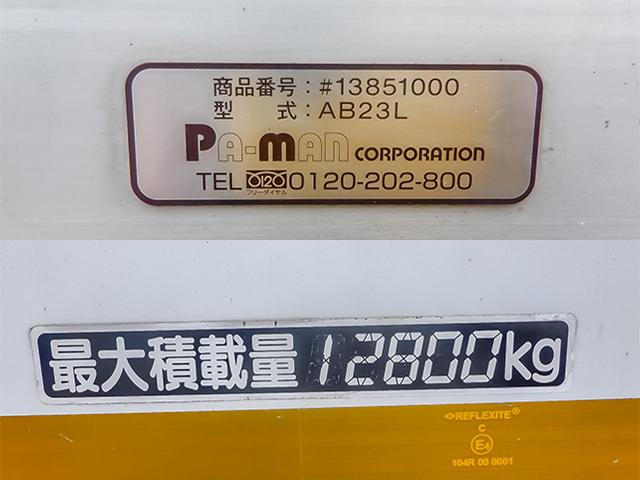 商品番号：#13851000
型　式：AB23L
PA-MAN CORPORATION
TEL 0120-202-800
フリーダイヤル
最大積載量12800kg
REFLEXITE®
C
E4
104R 00 0001